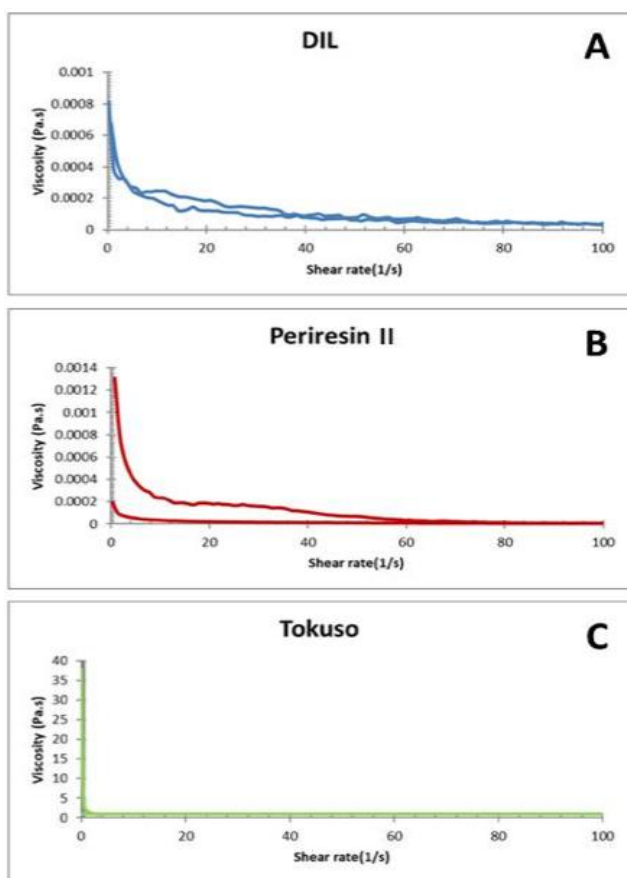 DIL
A
Viscosity (Pa.s)
0.001
0.0008
0.0006
0.0004
0.0002
0
0 20 40 60 80 100
Shear rate(1/s)
Periresin II
B
Viscosity (Pa.s)
0.0014
0.0012
0.001
0.0008
0.0006
0.0004
0.0002
0
0 20 40 60 80 100
Shear rate(1/s)
Tokuso
C
Viscosity (Pa.s)
40
35
30
25
20
15
10
5
0
0 20 40 60 80 100
Shear rate(1/s)